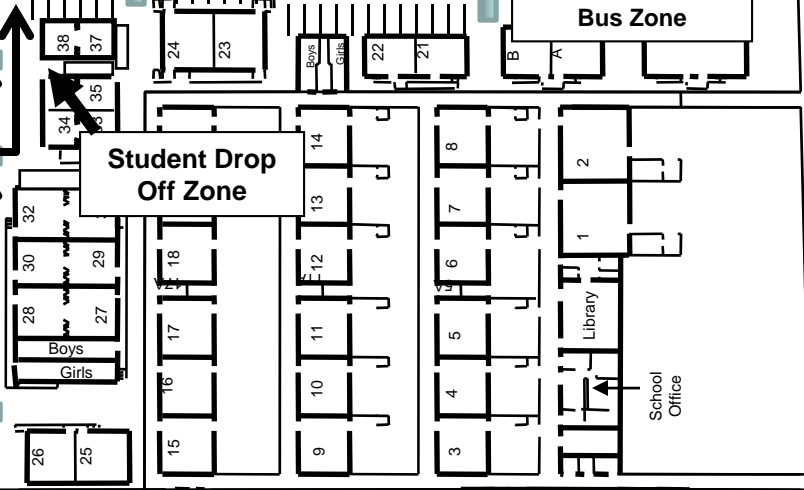 Bus Zone
38
37
24
23
Boys
Girls
22
21
B
A
35
34
33
Student Drop
Off Zone
14
8
2
32
13
7
1
30
29
18
12
6
28
27
17
11
5
Library
Boys
Girls
16
10
4
School
Office
26
25
15
9
3